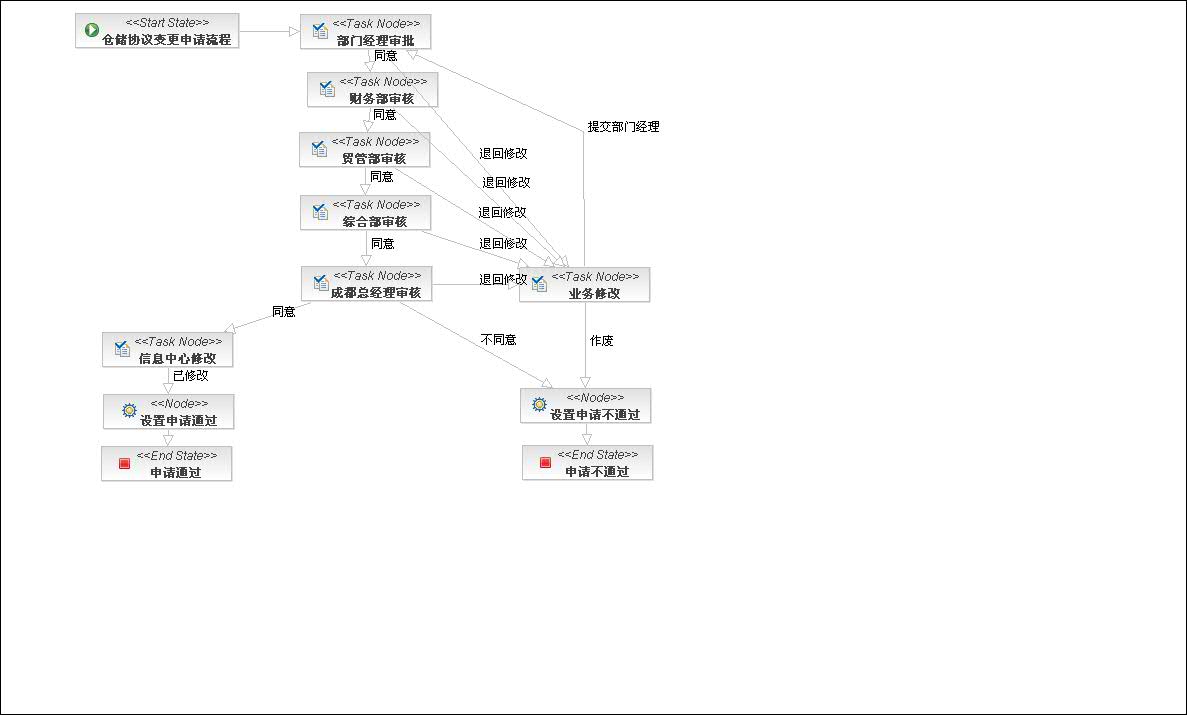 <<Start State>>
仓储协议变更申请流程
<<Task Node>>
部门经理审批
同意
<<Task Node>>
财务部审核
同意
提交部门经理
<<Task Node>>
贸管部审核
退回修改
同意
退回修改
<<Task Node>>
综合部审核
退回修改
同意
退回修改
<<Task Node>>
成都总经理审核
退回修改
<<Task Node>>
业务修改
同意
不同意
作废
<<Task Node>>
信息中心修改
已修改
<<Node>>
设置申请通过
<<Node>>
设置申请不通过
<<End State>>
申请通过
<<End State>>
申请不通过